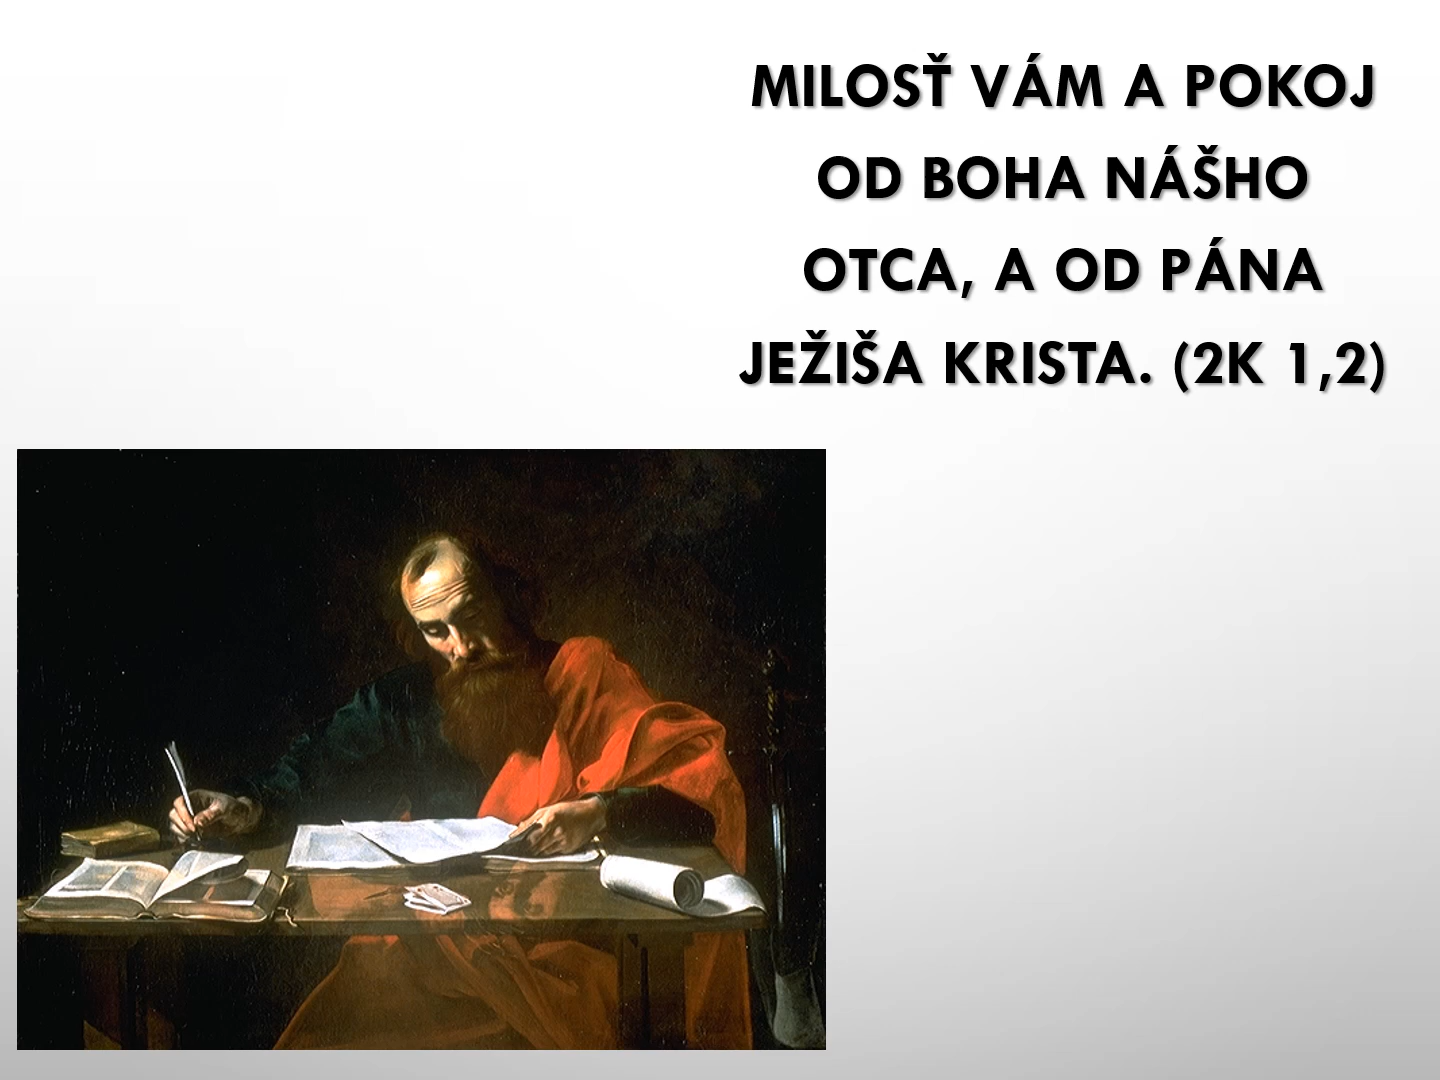 MILOSŤ VÁM A POKOJ
OD BOHA NÁŠHO
OTCA, A OD PÁNA
JEŽIŠA KRISTA. (2K 1,2)